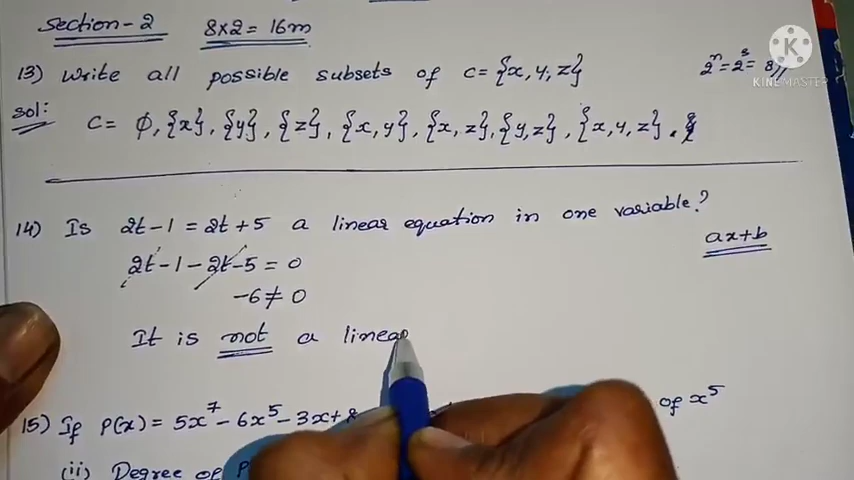 Section-2 8×2 = 16m
13) Write all possible subsets of C= {x, y, z} 2ⁿ = 2³ = 8//
Sol: C= ϕ, {x}, {y}, {z}, {x, y}, {x, z}, {y, z}, {x, y, z}.
14) Is 2t-1 = 2t+5 a linear equation in one variable?
ax+b
2t-1-2t-5 = 0
-6 ≠ 0
It is not a linear
15) If P(x) = 5x⁷ - 6x⁵ - 3x + of x⁵
(ii) Degree of
K
KINEMASTER